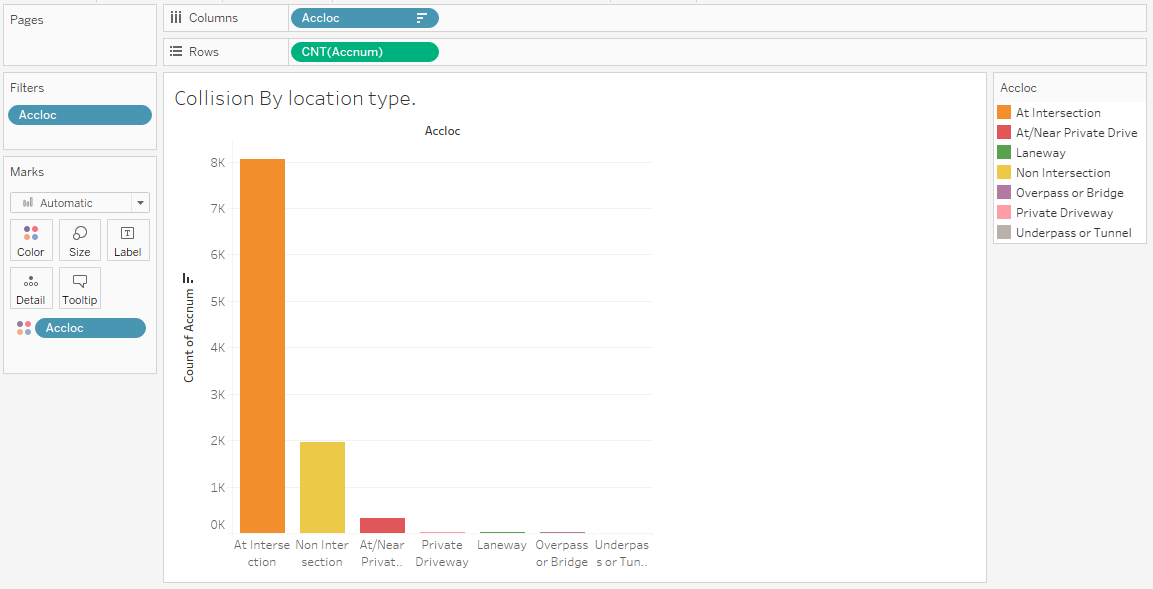 Pages
Columns
Accloc
Rows
CNT(Accnum)
Filters
Accloc
Marks
Automatic
Color
Size
Label
Detail
Tooltip
Accloc
Collision By location type.
Accloc
Count of Accnum
8K
7K
6K
5K
4K
3K
2K
1K
0K
At Interse
ction
Non Inter
section
At/Near
Privat..
Private
Driveway
Laneway
Overpass
or Bridge
Underpas
s or Tun..
Accloc
At Intersection
At/Near Private Drive
Laneway
Non Intersection
Overpass or Bridge
Private Driveway
Underpass or Tunnel